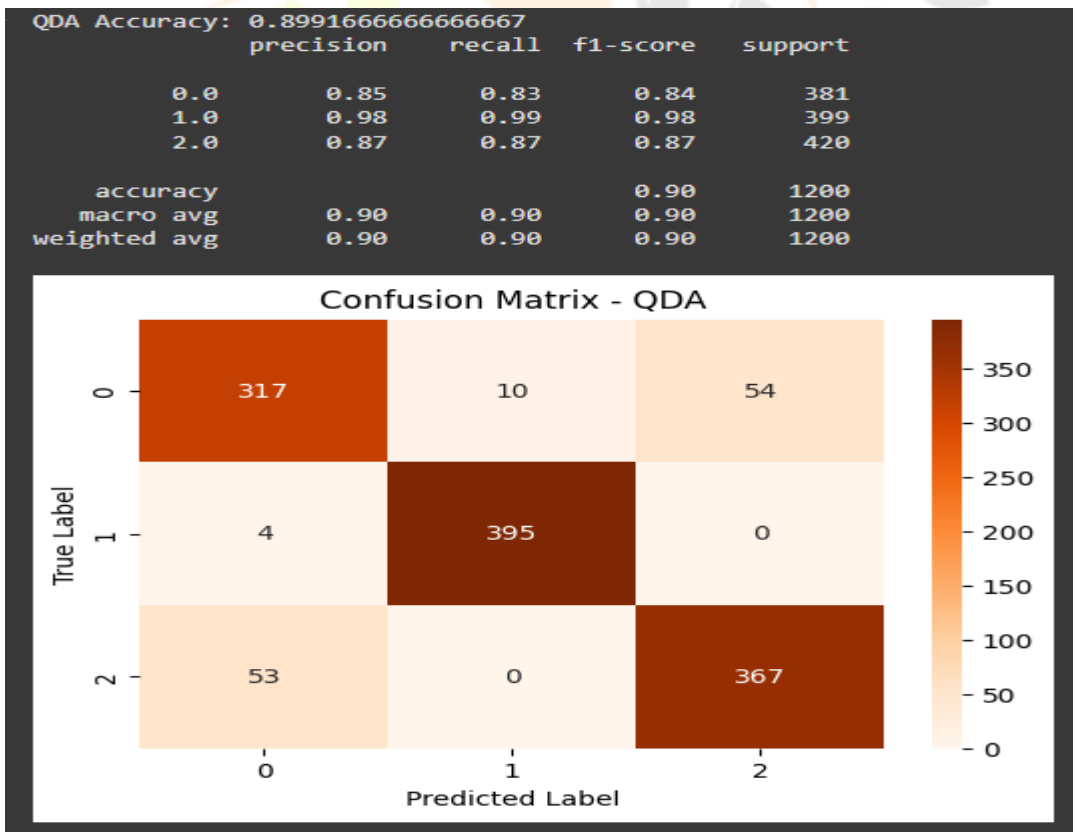 QDA Accuracy: 0.8991666666666667
precision recall f1-score support
0.0 0.85 0.83 0.84 381
1.0 0.98 0.99 0.98 399
2.0 0.87 0.87 0.87 420
accuracy 0.90 1200
macro avg 0.90 0.90 0.90 1200
weighted avg 0.90 0.90 0.90 1200
Confusion Matrix - QDA
0 317 10 54
1 4 395 0
2 53 0 367
0 1 2
True Label
Predicted Label
350
300
250
200
150
100
50
0